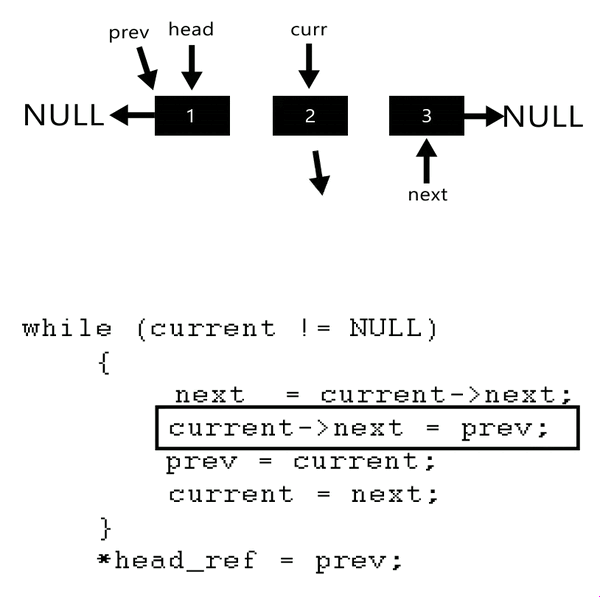 prev head curr
NULL 1 2 3 NULL
next
while (current != NULL)
{
next = current->next;
current->next = prev;
prev = current;
current = next;
}
*head_ref = prev;